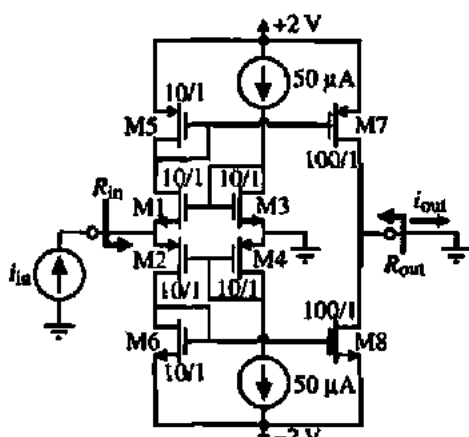 +2 V
50 μA
10/1
M5
M7
100/1
10/1
10/1
R_in
M1
M3
i_out
M2
M4
R_out
i_in
10/1
10/1
100/1
M6
M8
10/1
50 μA
−2 V